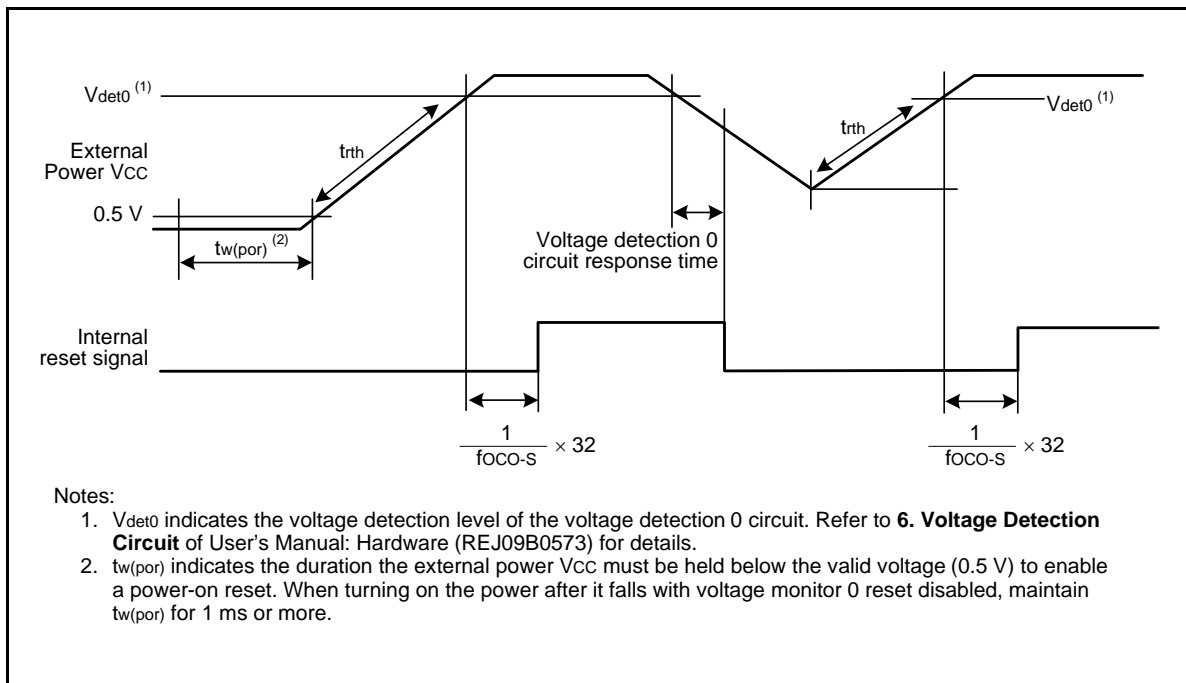 Vdet0 (1)
Vdet0 (1)
trth
trth
External
Power VCC
0.5 V
tw(por) (2)
Voltage detection 0
circuit response time
Internal
reset signal
1
fOCO-S
× 32
1
fOCO-S
× 32
Notes:
1. Vdet0 indicates the voltage detection level of the voltage detection 0 circuit. Refer to 6. Voltage Detection
Circuit of User's Manual: Hardware (REJ09B0573) for details.
2. tw(por) indicates the duration the external power VCC must be held below the valid voltage (0.5 V) to enable
a power-on reset. When turning on the power after it falls with voltage monitor 0 reset disabled, maintain
tw(por) for 1 ms or more.